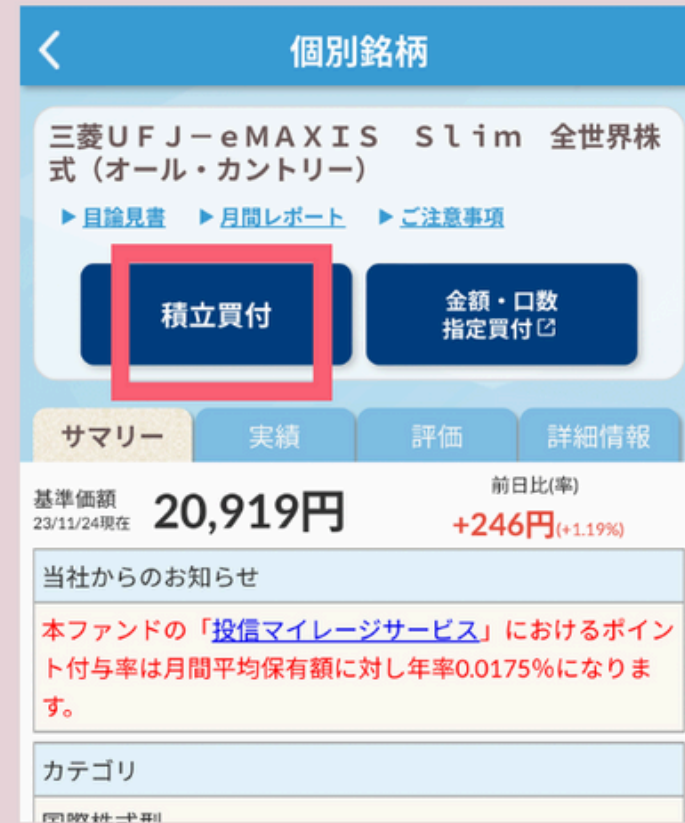 個別銘柄
三菱ＵＦＪ－ｅＭＡＸＩＳ　Ｓｌｉｍ　全世界株
式（オール・カントリー）
▶目論見書 ▶月間レポート ▶ご注意事項
積立買付
金額・口数
指定買付
サマリー 実績 評価 詳細情報
基準価額
23/11/24現在
20,919円
前日比(率)
+246円(+1.19%)
当社からのお知らせ
本ファンドの「投信マイレージサービス」におけるポイン
ト付与率は月間平均保有額に対し年率0.0175%になりま
す。
カテゴリ
国際株式型